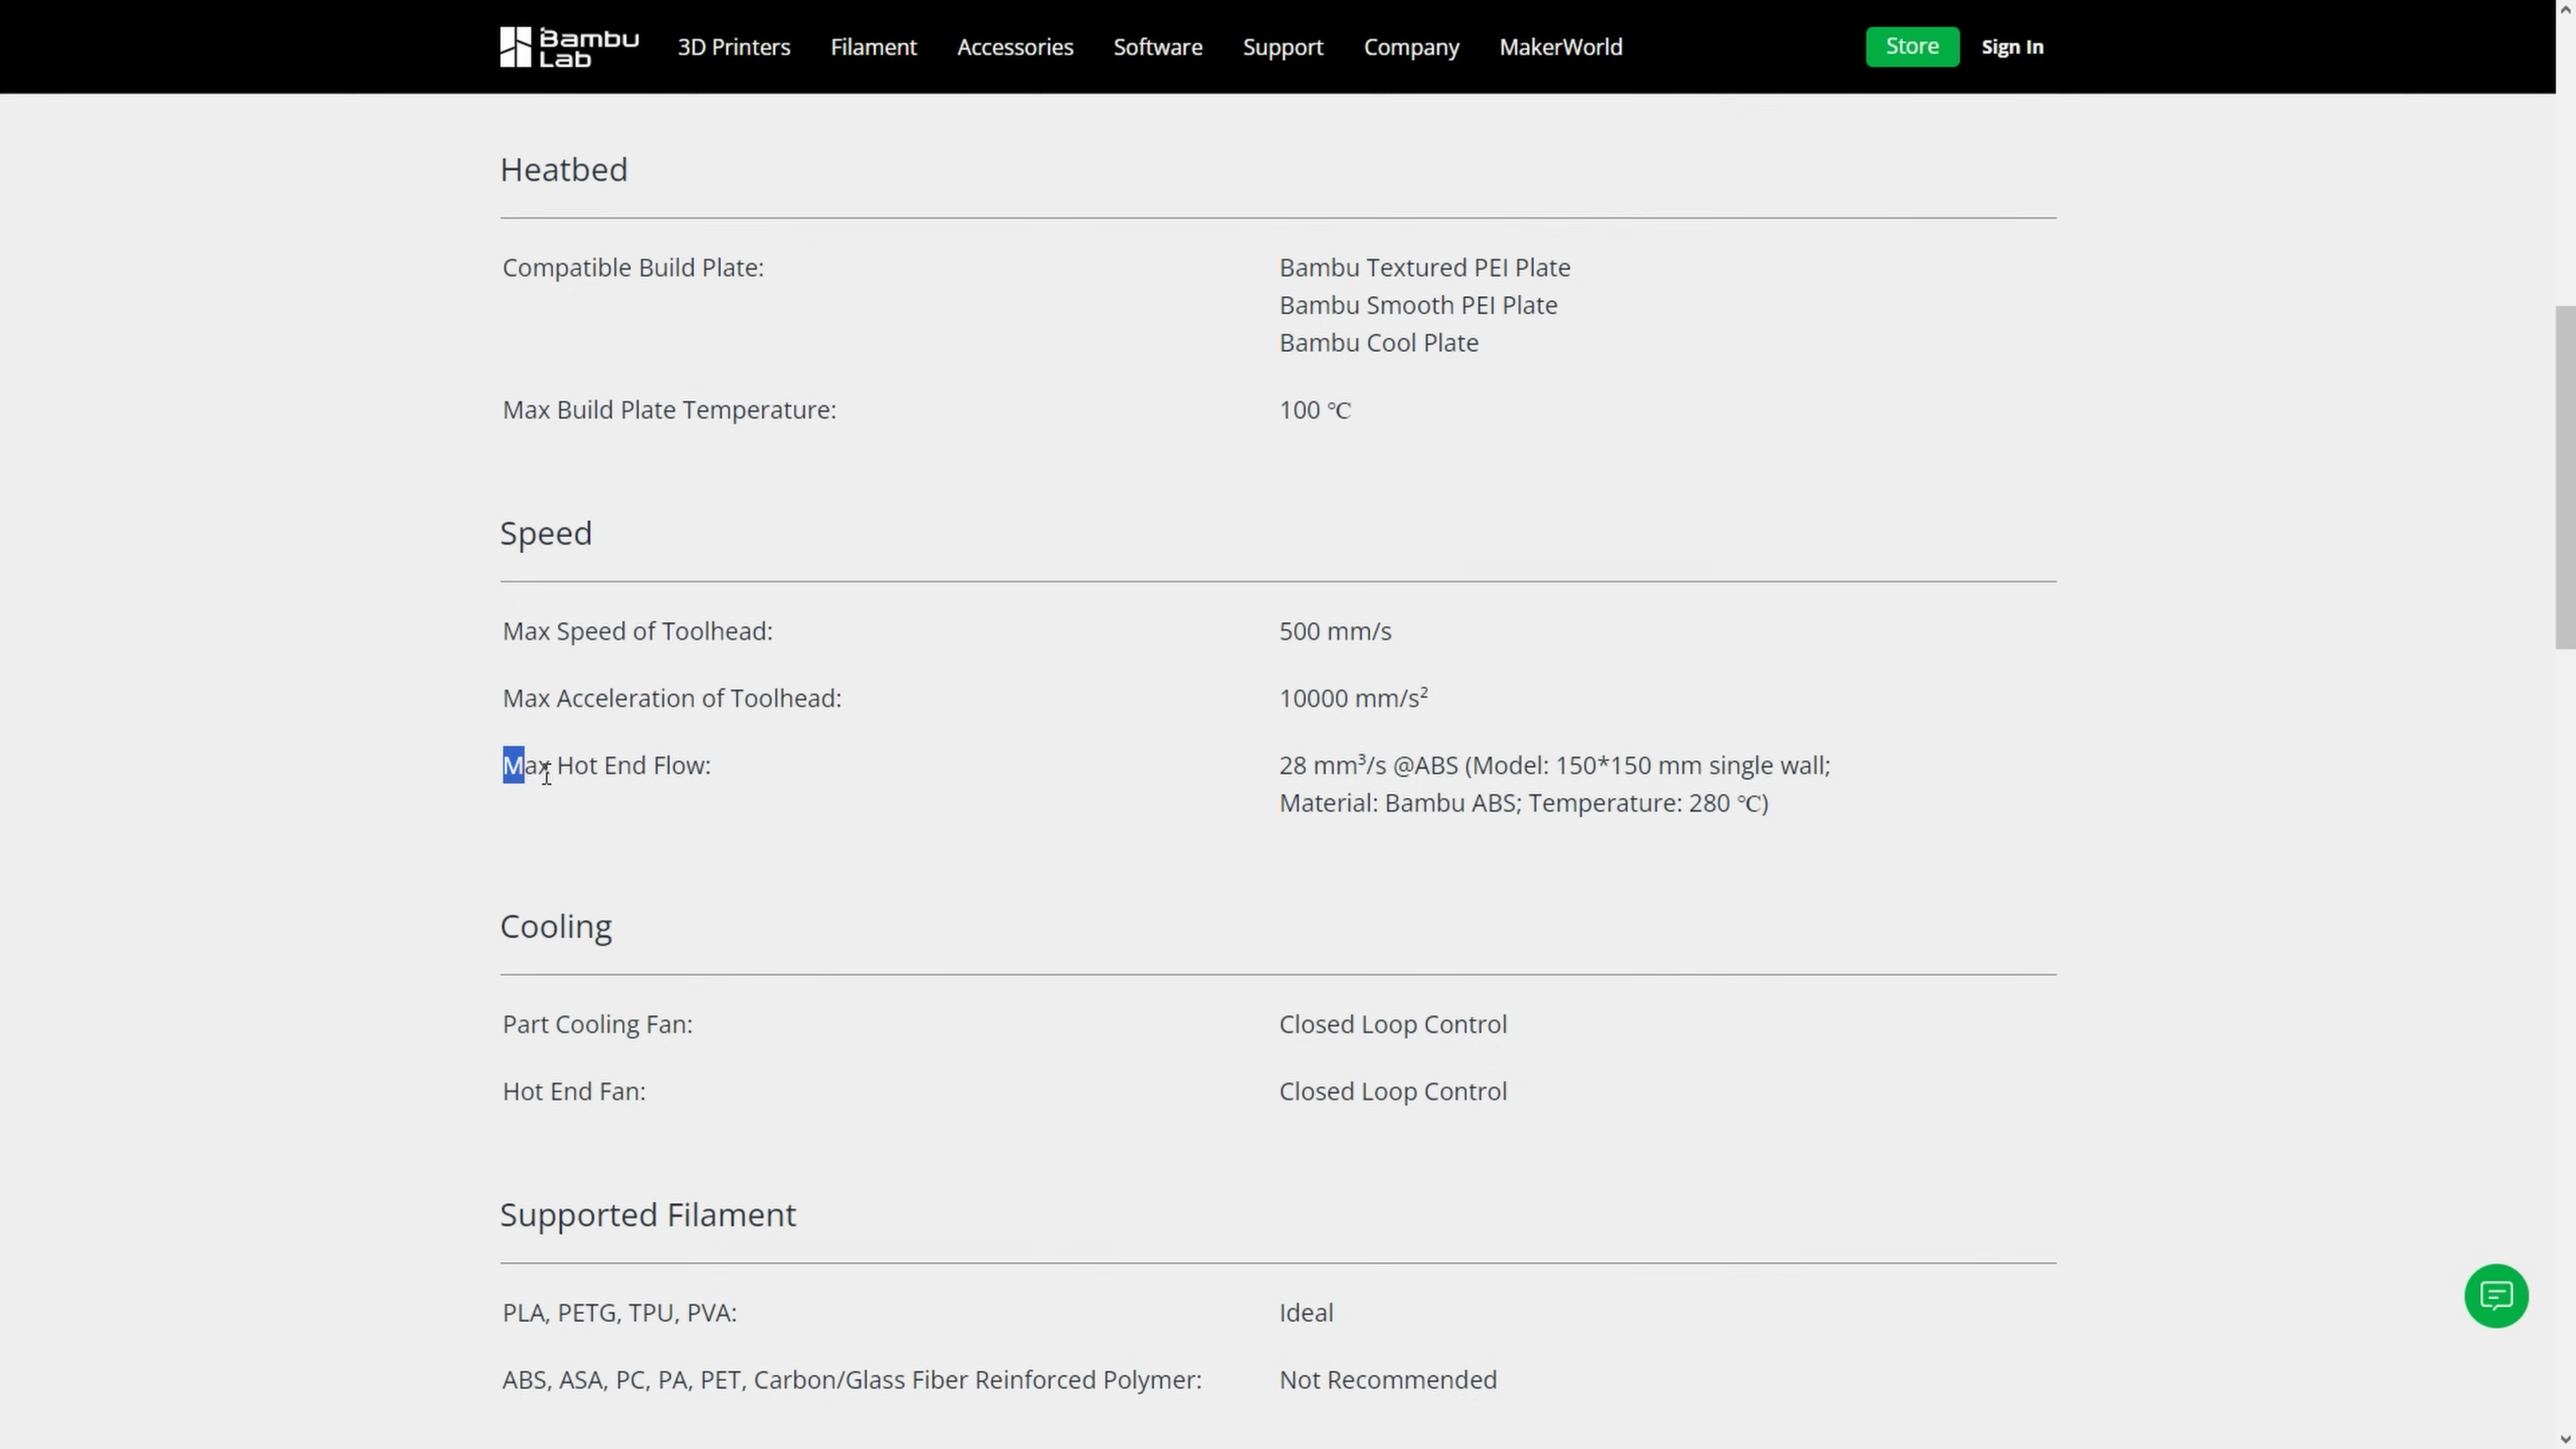 Bambu Lab
3D Printers Filament Accessories Software Support Company MakerWorld Store Sign In
Heatbed
Compatible Build Plate: Bambu Textured PEI Plate
Bambu Smooth PEI Plate
Bambu Cool Plate
Max Build Plate Temperature: 100 ℃
Speed
Max Speed of Toolhead: 500 mm/s
Max Acceleration of Toolhead: 10000 mm/s²
Max Hot End Flow: 28 mm³/s @ABS (Model: 150*150 mm single wall;
Material: Bambu ABS; Temperature: 280 ℃)
Cooling
Part Cooling Fan: Closed Loop Control
Hot End Fan: Closed Loop Control
Supported Filament
PLA, PETG, TPU, PVA: Ideal
ABS, ASA, PC, PA, PET, Carbon/Glass Fiber Reinforced Polymer: Not Recommended